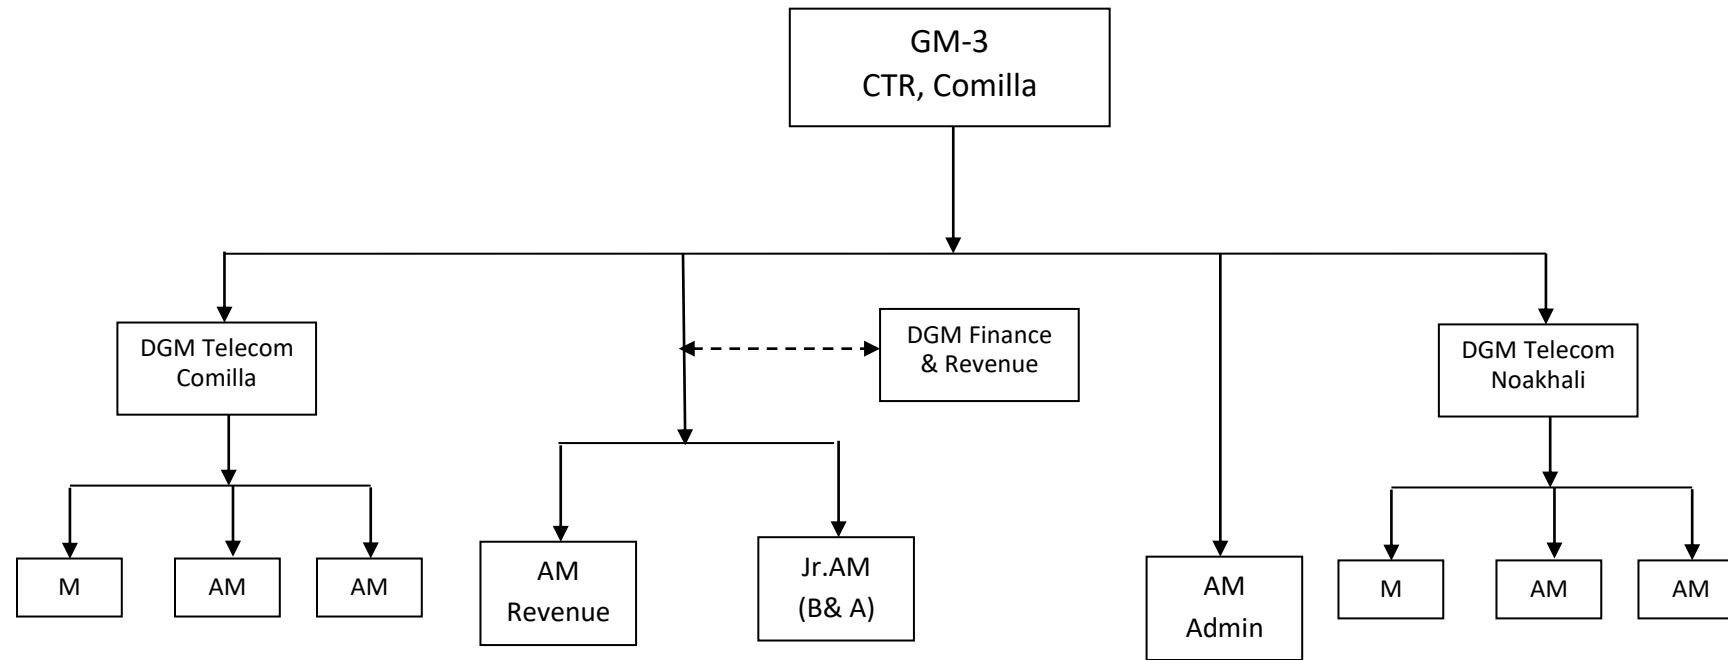 GM-3
CTR, Comilla
DGM Telecom
Comilla
DGM Finance
& Revenue
DGM Telecom
Noakhali
M
AM
AM
AM
Revenue
Jr.AM
(B& A)
AM
Admin
M
AM
AM